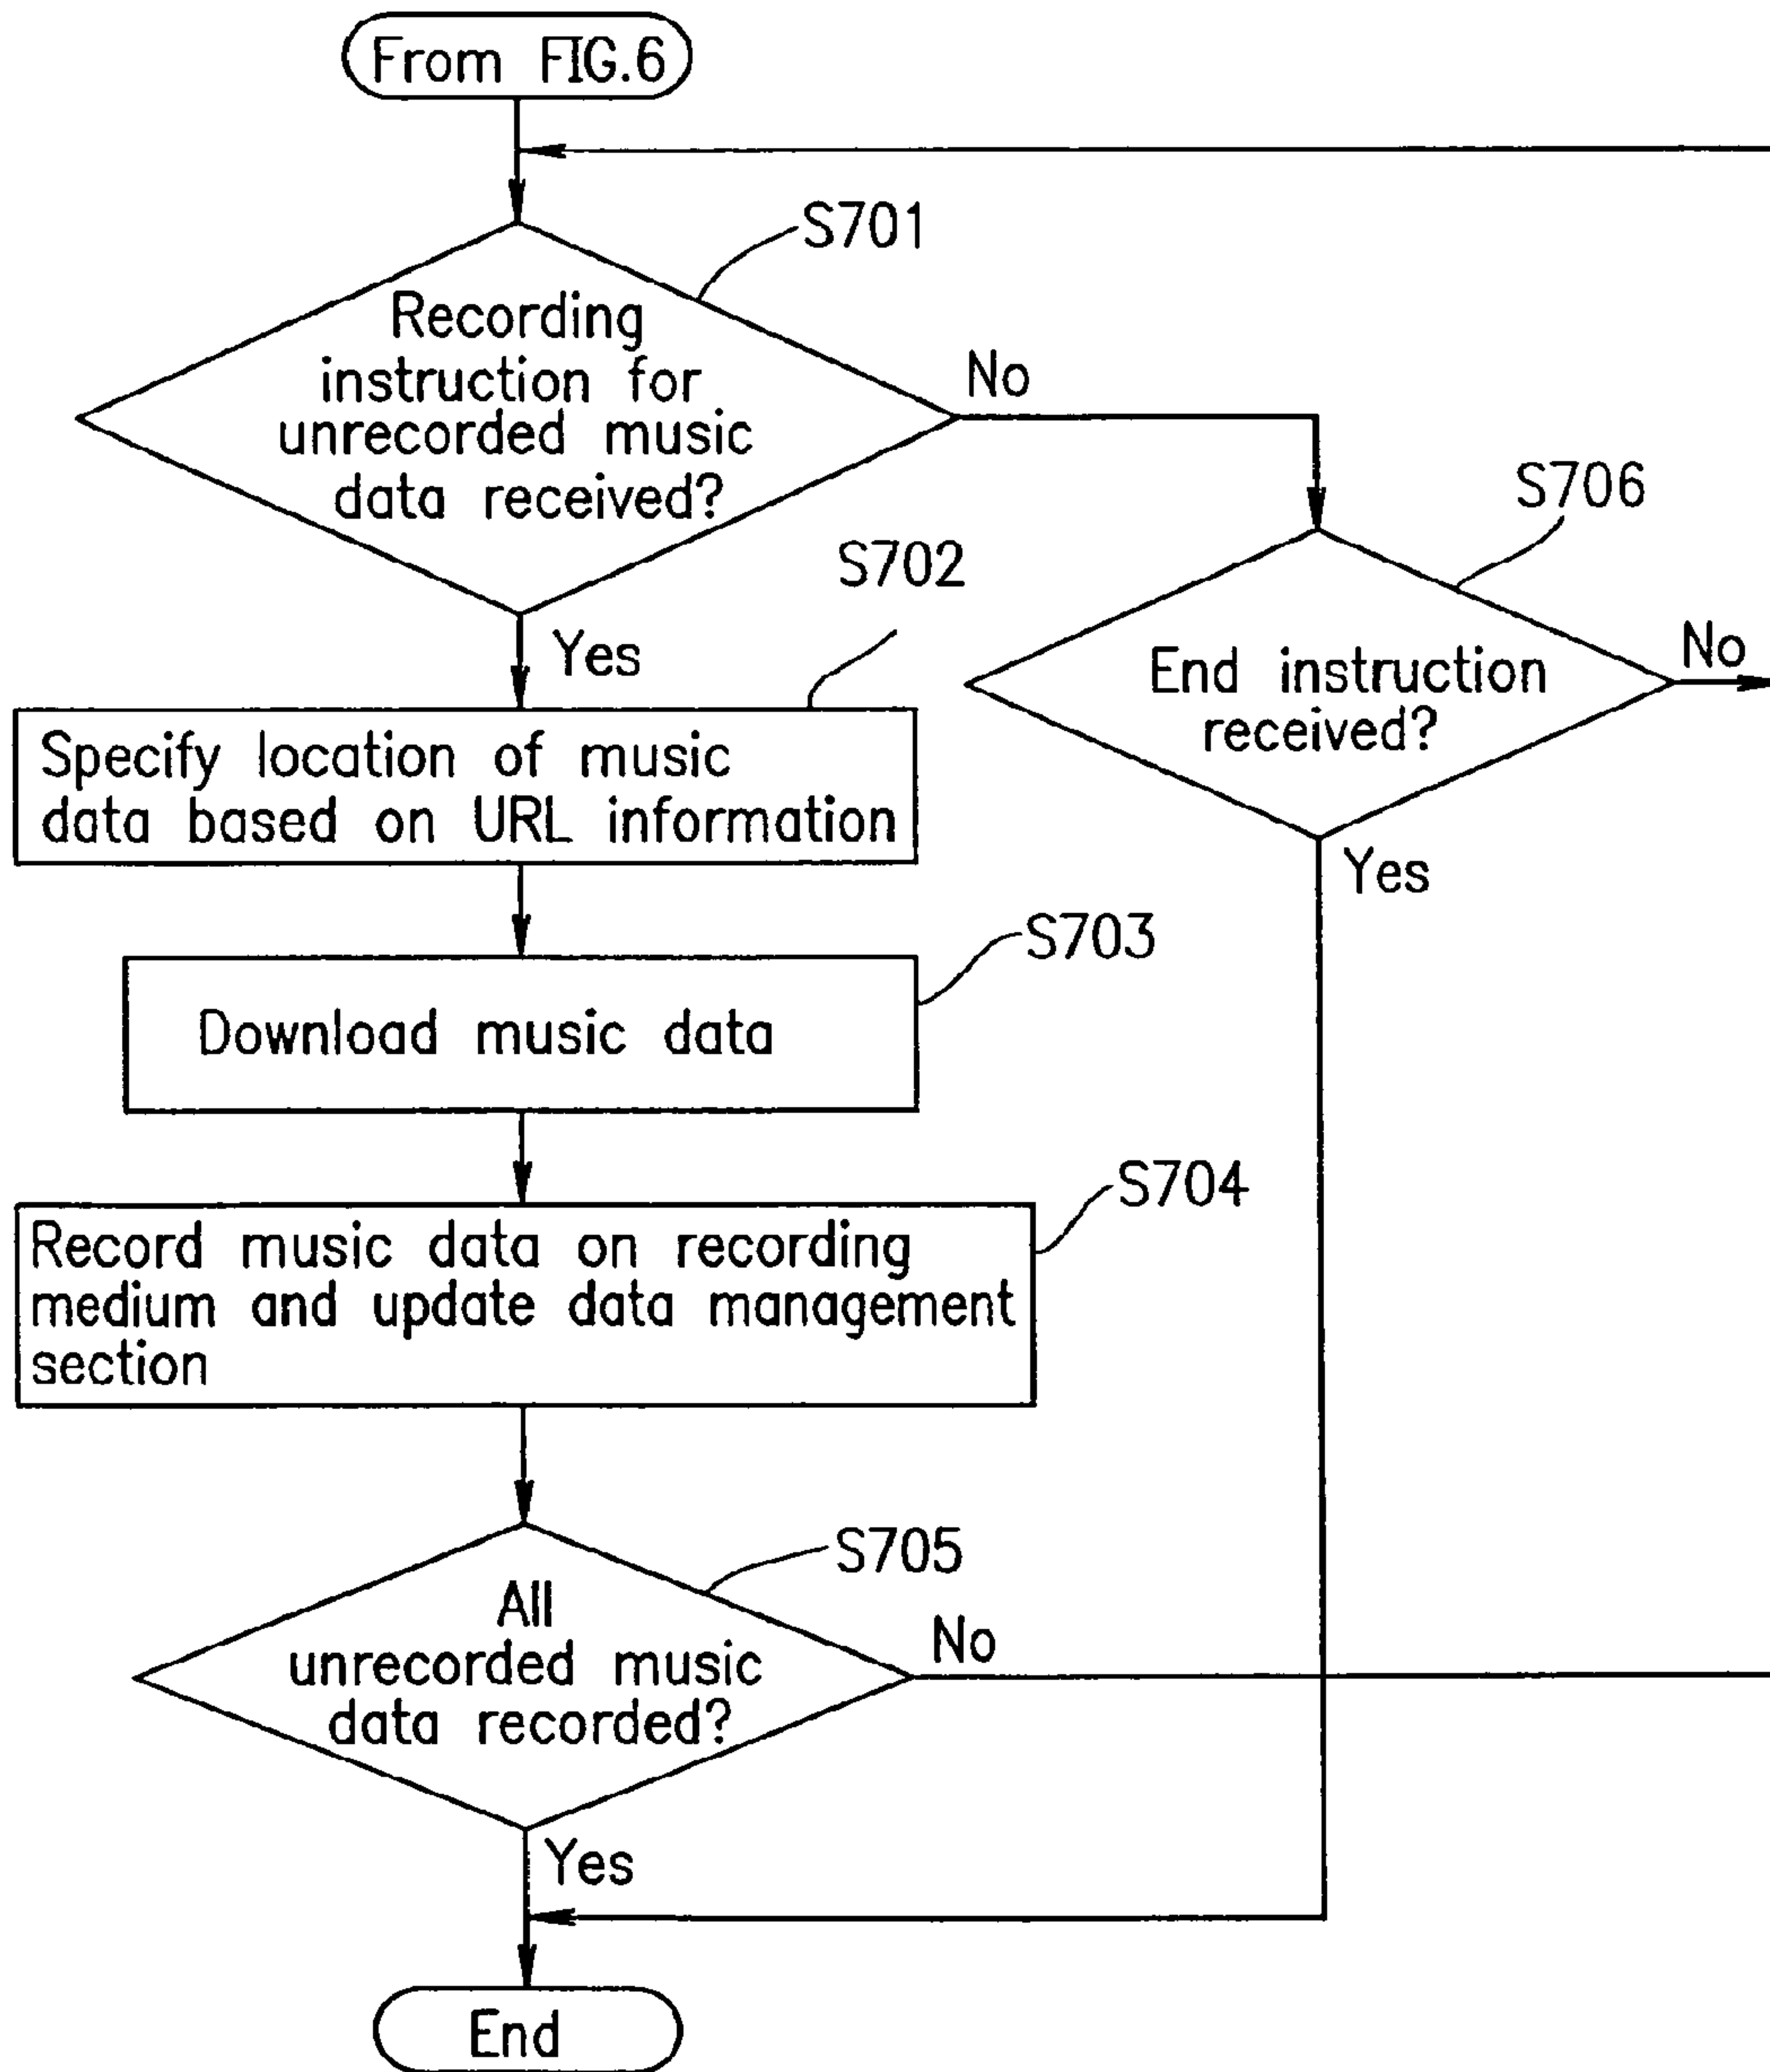 From FIG.6
S701
Recording
instruction for
unrecorded music
data received?
No
S706
S702
Yes
End instruction
received?
No
Specify location of music
data based on URL information
Yes
S703
Download music data
S704
Record music data on recording
medium and update data management
section
S705
All
unrecorded music
data recorded?
No
Yes
End